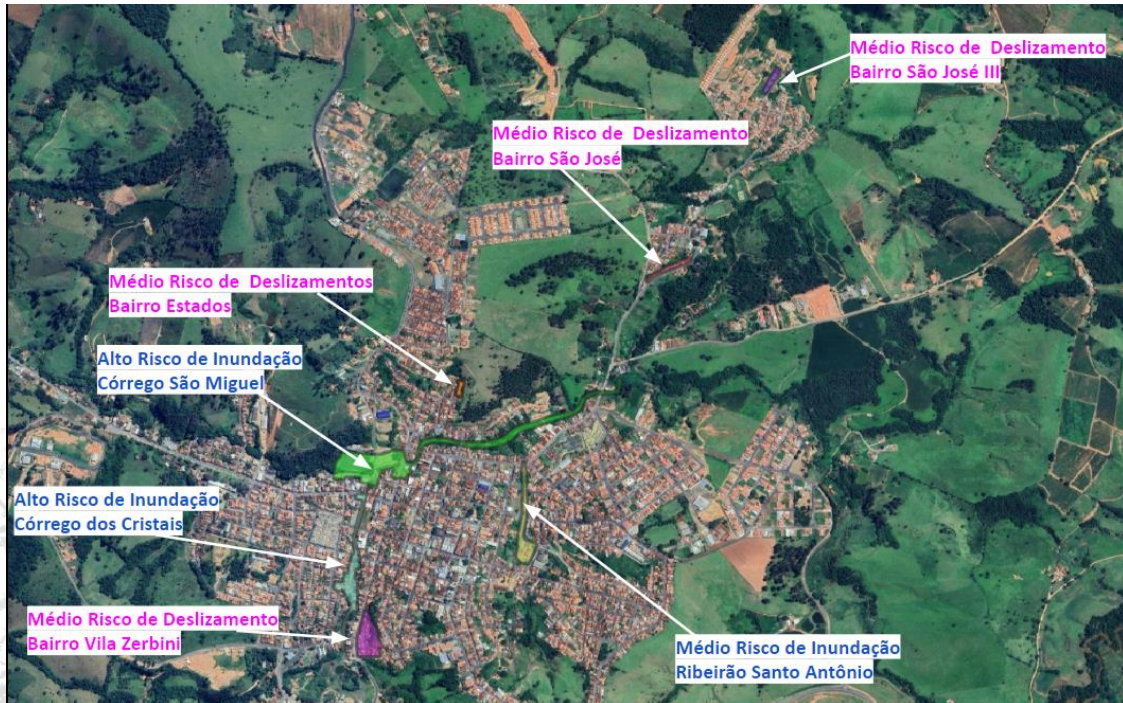 Médio Risco de Deslizamento
Bairro São José III
Médio Risco de Deslizamento
Bairro São José
Médio Risco de Deslizamentos
Bairro Estados
Alto Risco de Inundação
Córrego São Miguel
Alto Risco de Inundação
Córrego dos Cristais
Médio Risco de Deslizamento
Bairro Vila Zerbini
Médio Risco de Inundação
Ribeirão Santo Antônio